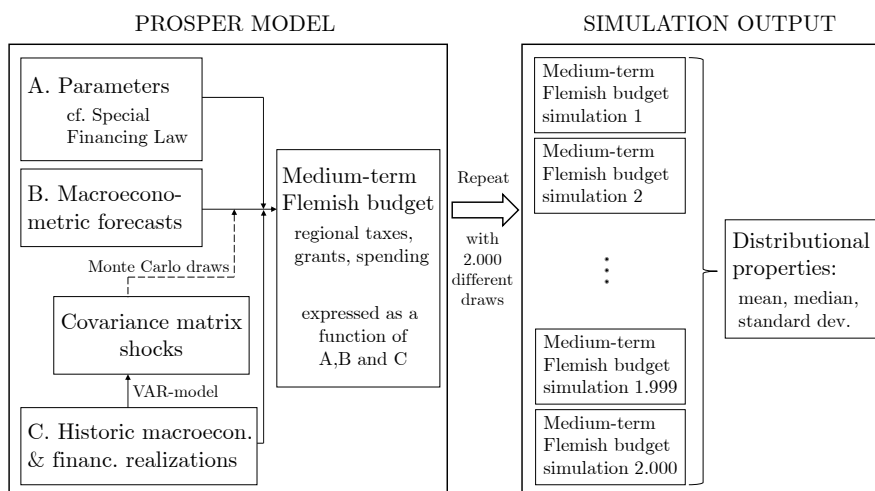 PROSPER MODEL
A. Parameters
cf. Special
Financing Law
B. Macroecono-
metric forecasts
Monte Carlo draws
Covariance matrix
shocks
VAR-model
C. Historic macroecon.
& financ. realizations
Medium-term
Flemish budget
regional taxes,
grants, spending
expressed as a
function of
A,B and C
Repeat
with
2.000
different
draws
SIMULATION OUTPUT
Medium-term
Flemish budget
simulation 1
Medium-term
Flemish budget
simulation 2
Medium-term
Flemish budget
simulation 1.999
Medium-term
Flemish budget
simulation 2.000
Distributional
properties:
mean, median,
standard dev.